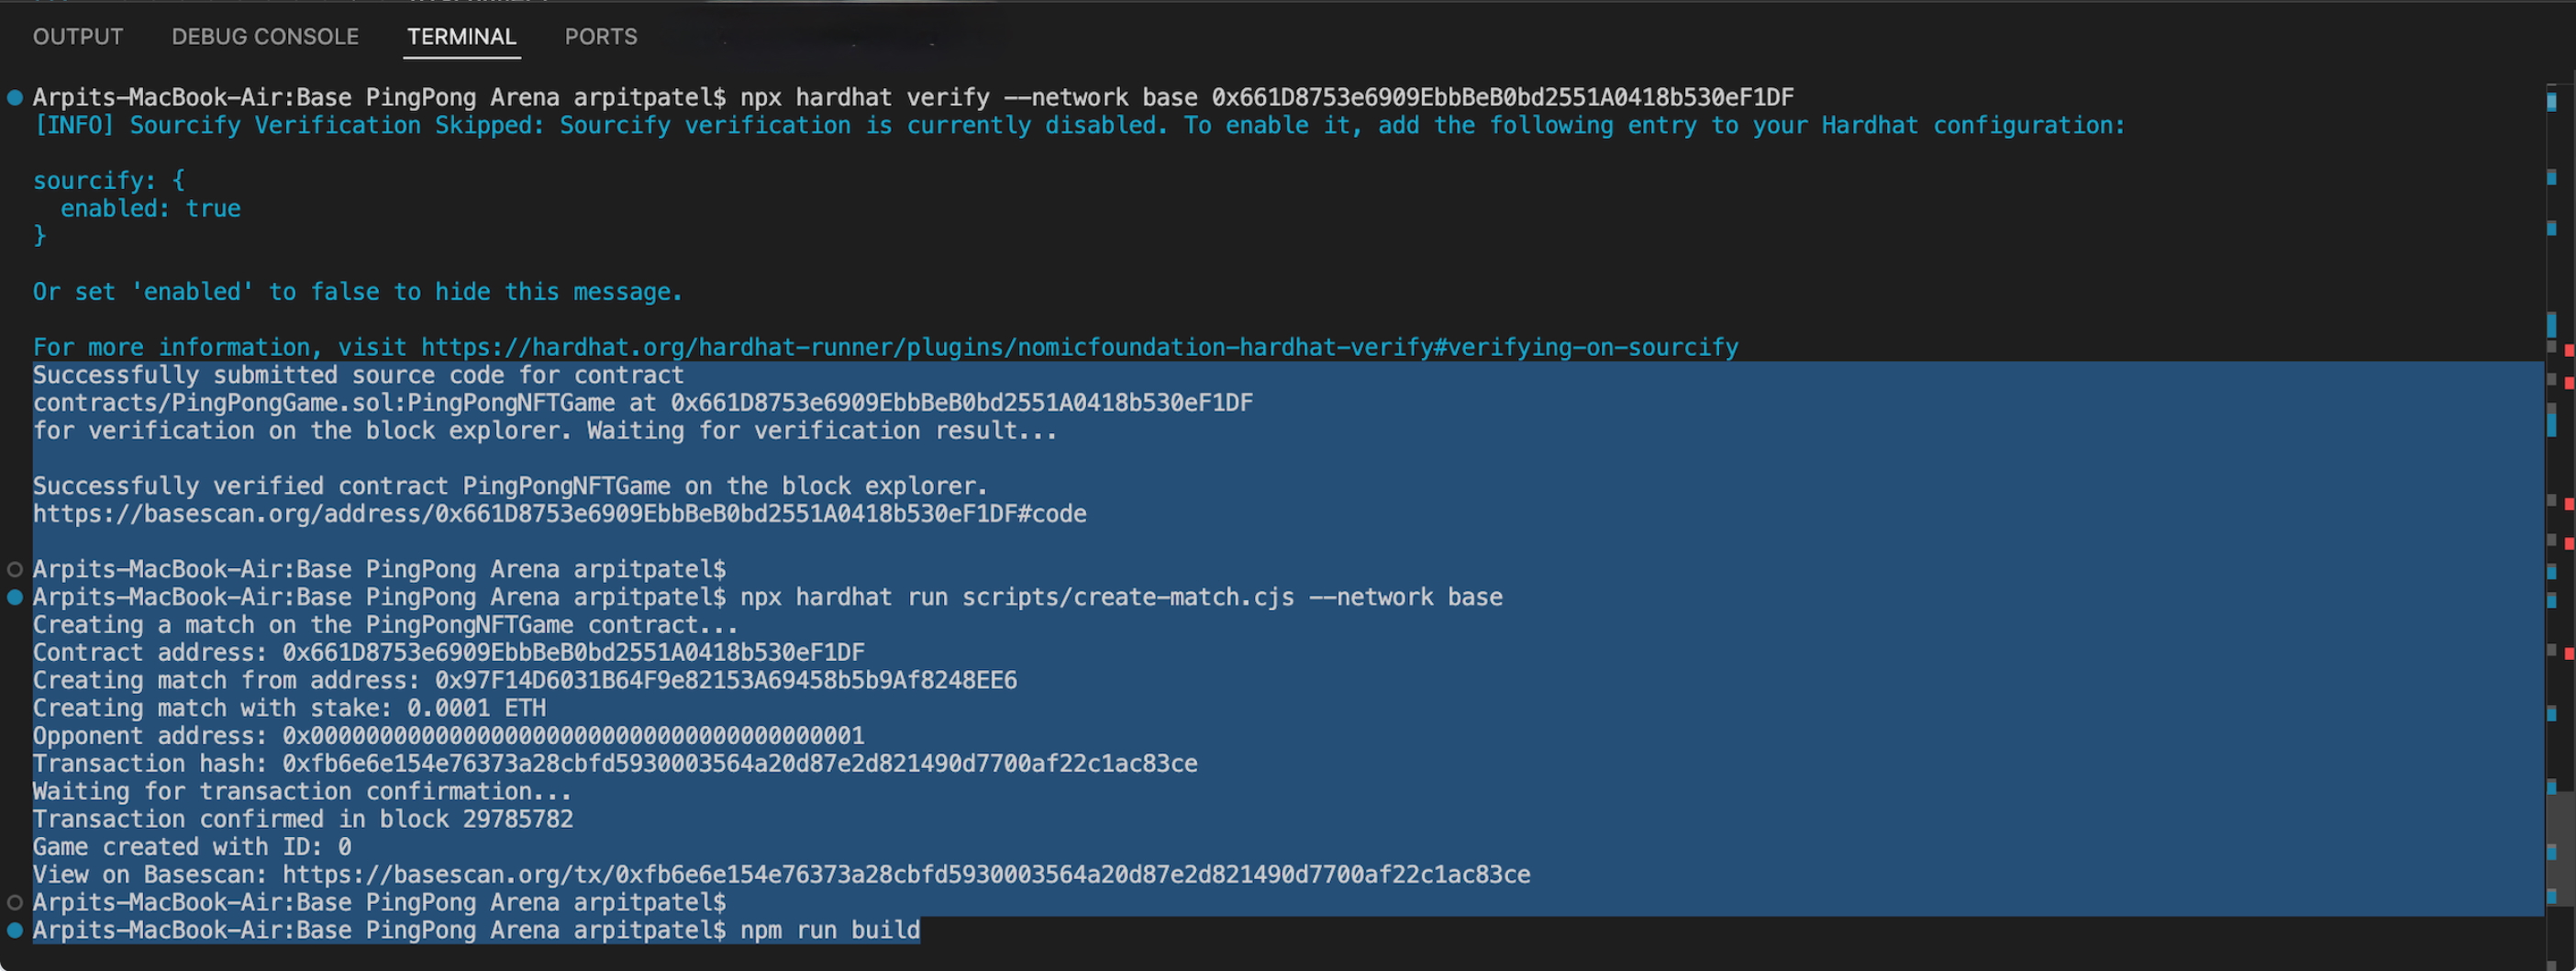 OUTPUT DEBUG CONSOLE TERMINAL PORTS
Arpits-MacBook-Air:Base PingPong Arena arpitpatel$ npx hardhat verify --network base 0x661D8753e6909EbbBeB0bd2551A0418b530eF1DF
[INFO] Sourcify Verification Skipped: Sourcify verification is currently disabled. To enable it, add the following entry to your Hardhat configuration:
sourcify: {
  enabled: true
}
Or set 'enabled' to false to hide this message.
For more information, visit https://hardhat.org/hardhat-runner/plugins/nomicfoundation-hardhat-verify#verifying-on-sourcify
Successfully submitted source code for contract
contracts/PingPongGame.sol:PingPongNFTGame at 0x661D8753e6909EbbBeB0bd2551A0418b530eF1DF
for verification on the block explorer. Waiting for verification result...
Successfully verified contract PingPongNFTGame on the block explorer.
https://basescan.org/address/0x661D8753e6909EbbBeB0bd2551A0418b530eF1DF#code
Arpits-MacBook-Air:Base PingPong Arena arpitpatel$
Arpits-MacBook-Air:Base PingPong Arena arpitpatel$ npx hardhat run scripts/create-match.cjs --network base
Creating a match on the PingPongNFTGame contract...
Contract address: 0x661D8753e6909EbbBeB0bd2551A0418b530eF1DF
Creating match from address: 0x97F14D6031B64F9e82153A69458b5b9Af8248EE6
Creating match with stake: 0.0001 ETH
Opponent address: 0x0000000000000000000000000000000000000001
Transaction hash: 0xfb6e6e154e76373a28cbfd5930003564a20d87e2d821490d7700af22c1ac83ce
Waiting for transaction confirmation...
Transaction confirmed in block 29785782
Game created with ID: 0
View on Basescan: https://basescan.org/tx/0xfb6e6e154e76373a28cbfd5930003564a20d87e2d821490d7700af22c1ac83ce
Arpits-MacBook-Air:Base PingPong Arena arpitpatel$
Arpits-MacBook-Air:Base PingPong Arena arpitpatel$ npm run build